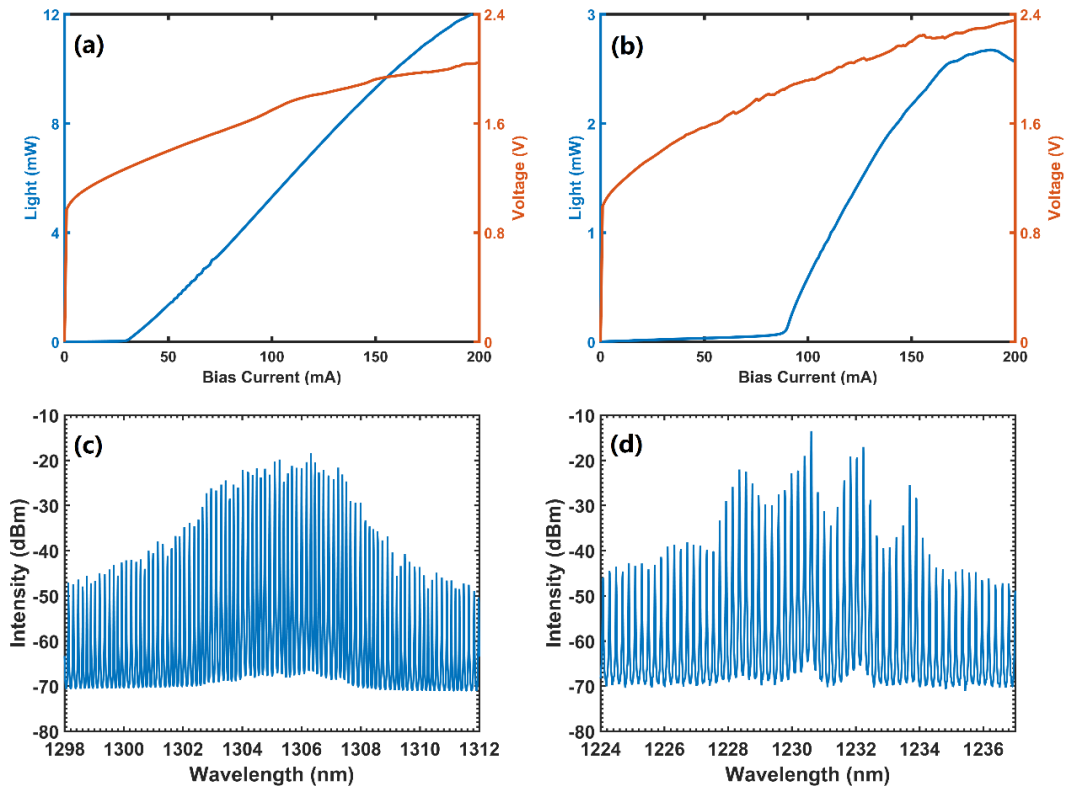 (a)
12
8
4
0
Light (mW)
2.4
1.6
0.8
0
Voltage (V)
0 50 100 150 200
Bias Current (mA)
(b)
3
2
1
0
Light (mW)
2.4
1.6
0.8
0
Voltage (V)
0 50 100 150 200
Bias Current (mA)
(c)
-10
-20
-30
-40
-50
-60
-70
-80
Intensity (dBm)
1298 1300 1302 1304 1306 1308 1310 1312
Wavelength (nm)
(d)
-10
-20
-30
-40
-50
-60
-70
-80
Intensity (dBm)
1224 1226 1228 1230 1232 1234 1236
Wavelength (nm)